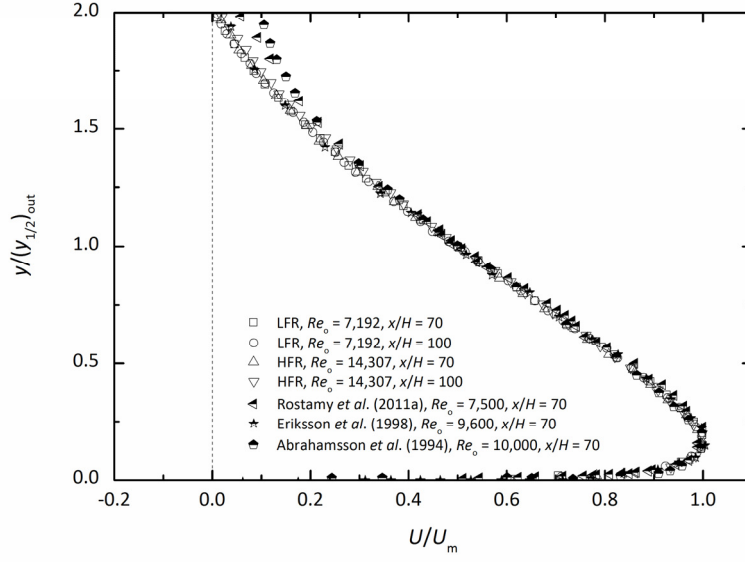 2.0
1.5
1.0
0.5
0.0
y/(y1/2)out
LFR, Reo = 7,192, x/H = 70
LFR, Reo = 7,192, x/H = 100
HFR, Reo = 14,307, x/H = 70
HFR, Reo = 14,307, x/H = 100
Rostamy et al. (2011a), Reo = 7,500, x/H = 70
Eriksson et al. (1998), Reo = 9,600, x/H = 70
Abrahamsson et al. (1994), Reo = 10,000, x/H = 70
-0.2 0.0 0.2 0.4 0.6 0.8 1.0
U/Um